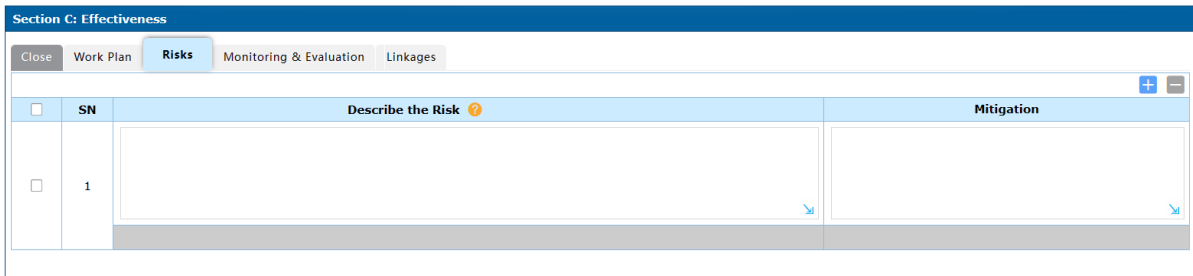 Section C: Effectiveness
Close Work Plan Risks Monitoring & Evaluation Linkages
SN Describe the Risk ? Mitigation
1